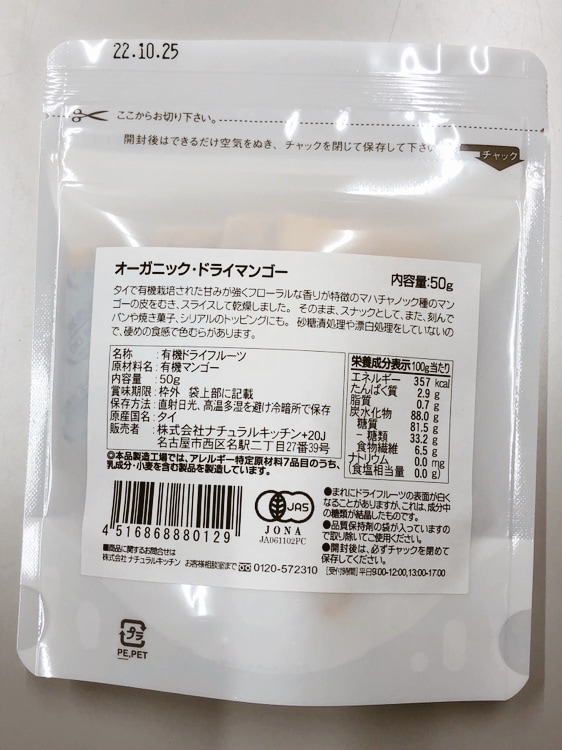 22.10.25
ここからお切り下さい。
開封後はできるだけ空気をぬき、チャックを閉じて保存して下さい。
チャック
オーガニック・ドライマンゴー
内容量:50g
タイで有機栽培された甘みが強くフローラルな香りが特徴のマハチャノック種のマン
ゴーの皮をむき、スライスして乾燥しました。そのまま、スナックとして、また、刻んで
パンや焼き菓子、シリアルのトッピングにも。 砂糖漬処理や漂白処理をしていないの
で、硬めの食感で色むらがあります。
名称 : 有機ドライフルーツ
原材料名 : 有機マンゴー
内容量 : 50g
賞味期限 : 枠外 袋上部に記載
保存方法 : 直射日光、高温多湿を避け冷暗所で保存
原産国名 : タイ
販売者 : 株式会社ナチュラルキッチン+20J
名古屋市西区名駅二丁目27番39号
栄養成分表示 100g当たり
エネルギー 357 kcal
たんぱく質 2.9 g
脂質 0.7 g
炭水化物 88.0 g
糖質 81.5 g
- 糖類 33.2 g
食物繊維 6.5 g
ナトリウム 0.0 mg
(食塩相当量 0.0 g)
◎本品製造工場では、アレルギー特定原材料7品目のうち、
乳成分・小麦を含む製品を製造しています。
4516868880129
JAS
JONA
JA061102PC
●まれにドライフルーツの表面が白く
なることがありますが、これは、成分中
の糖類が結晶したものです。
●品質保持剤の袋が入っていますの
で取り除いてご使用ください。
●開封後は、必ずチャックを閉めて
保存してください。
■商品に関するお問合せは
株式会社ナチュラルキッチン お客様相談室まで 0120-572310
[受付時間] 平日9:00-12:00,13:00-17:00
プラ
PE,PET